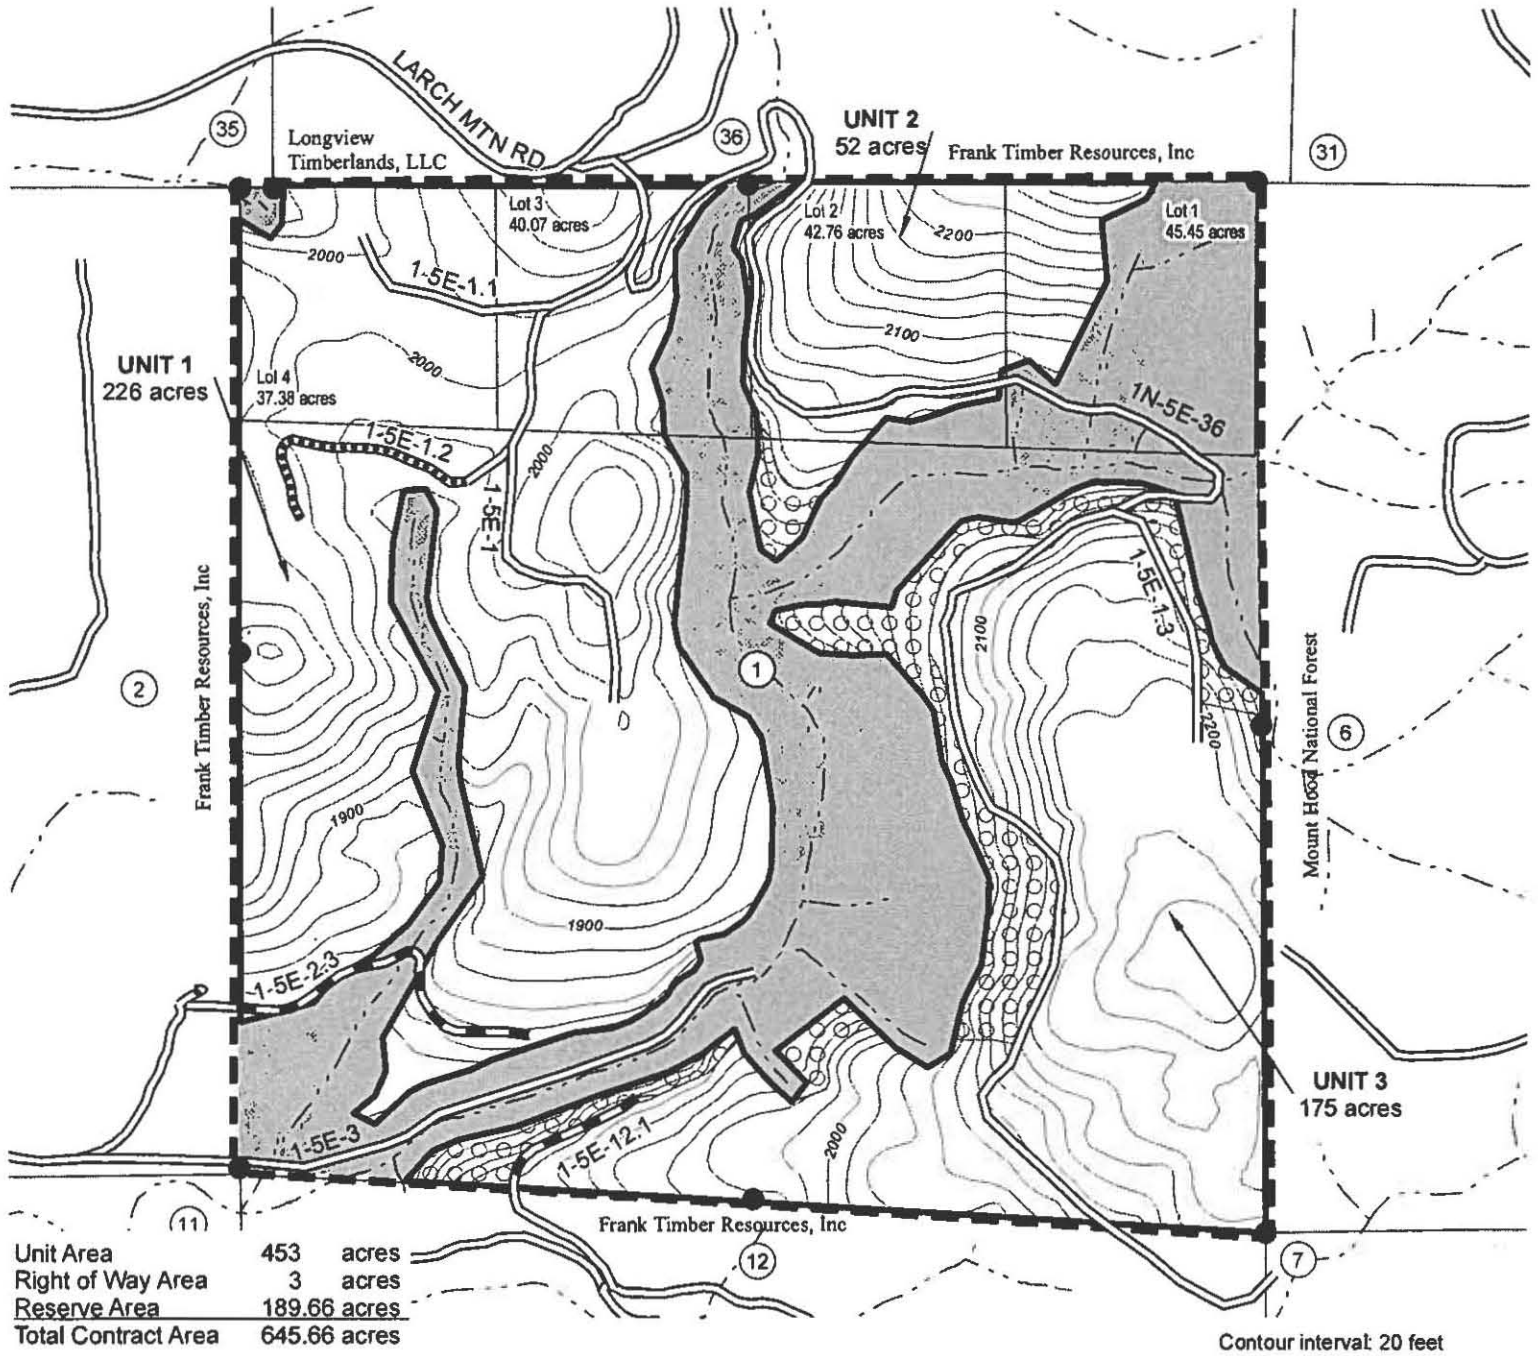 LARCH MTN RD
35
Longview
Timberlands, LLC
36
UNIT 2
52 acres
Frank Timber Resources, Inc
31
Lot 3
40.07 acres
Lot 2
42.76 acres
Lot 1
45.45 acres
2200
2000
1-5E-1.1
2100
2000
UNIT 1
226 acres
Lot 4
37.38 acres
1N-5E-36
1-5E-1.2
2000
1-5E-1
1-5E-1-3
2100
Frank Timber Resources, Inc
1
2
2200
Mount Hood National Forest
6
1900
1900
1-5E-2.3
UNIT 3
175 acres
1-5E-3
1-5E-12.1
2000
11
Frank Timber Resources, Inc
12
7
Unit Area 453 acres
Right of Way Area 3 acres
Reserve Area 189.66 acres
Total Contract Area 645.66 acres
Contour interval: 20 feet